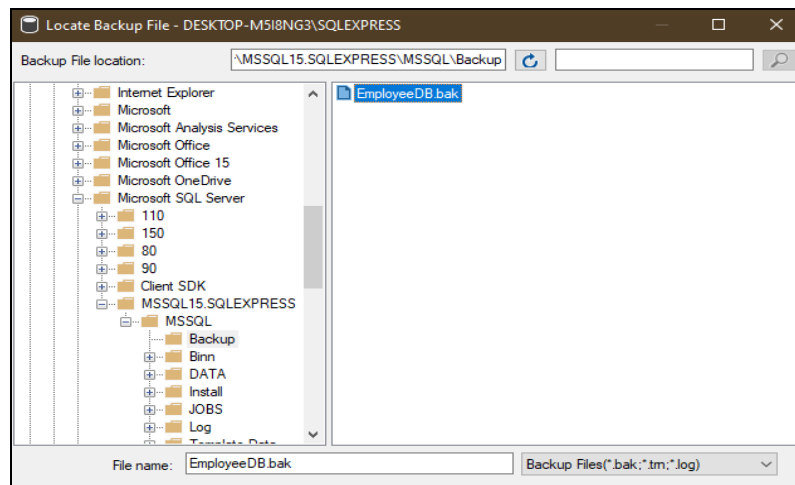 Locate Backup File - DESKTOP-M5I8NG3\SQLEXPRESS
Backup File location:
\MSSQL15.SQLEXPRESS\MSSQL\Backup
Internet Explorer
Microsoft
Microsoft Analysis Services
Microsoft Office
Microsoft Office 15
Microsoft OneDrive
Microsoft SQL Server
110
150
80
90
Client SDK
MSSQL15.SQLEXPRESS
MSSQL
Backup
Binn
DATA
Install
JOBS
Log
EmployeeDB.bak
File name:
EmployeeDB.bak
Backup Files(*.bak;*.trn;*.log)